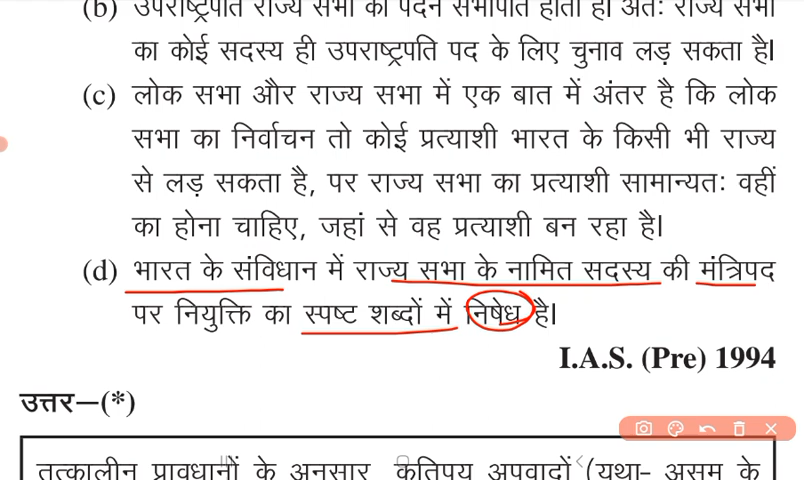 (b) उपराष्ट्रपति राज्य सभा का पदेन सभापति होता है। अतः राज्य सभा
का कोई सदस्य ही उपराष्ट्रपति पद के लिए चुनाव लड़ सकता है।
(c) लोक सभा और राज्य सभा में एक बात में अंतर है कि लोक
सभा का निर्वाचन तो कोई प्रत्याशी भारत के किसी भी राज्य
से लड़ सकता है, पर राज्य सभा का प्रत्याशी सामान्यतः वहीं
का होना चाहिए, जहां से वह प्रत्याशी बन रहा है।
(d) भारत के संविधान में राज्य सभा के नामित सदस्य की मंत्रिपद
पर नियुक्ति का स्पष्ट शब्दों में निषेध है।
I.A.S. (Pre) 1994
उत्तर–(*)
तत्कालीन प्रावधानों के अनुसार कतिपय अपवादों (यथा- असम के